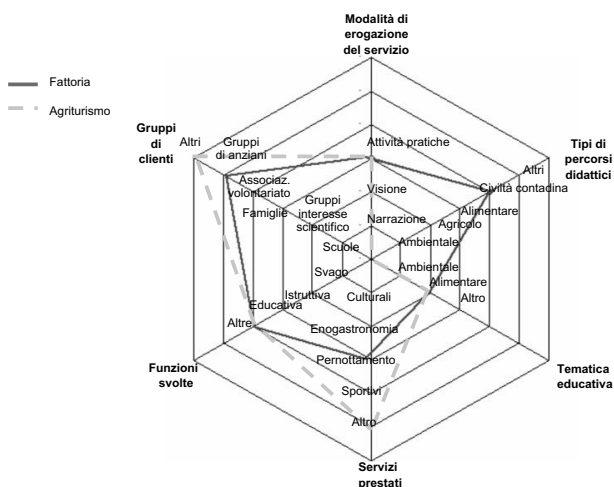 Modalità di
erogazione
del servizio
Fattoria
Agriturismo
Gruppi
di
clienti
Altri
Gruppi
di anziani
Associaz.
volontariato
Famiglie
Gruppi
interesse
scientifico
Scuole
Attività pratiche
Visione
Narrazione
Tipi di
percorsi
didattici
Altri
Civiltà contadina
Alimentare
Agricolo
Ambientale
Ambientale
Alimentare
Altro
Svago
Istruttiva
Educativa
Altre
Culturali
Enogastronomia
Pernottamento
Sportivi
Altro
Funzioni
svolte
Tematica
educativa
Servizi
prestati